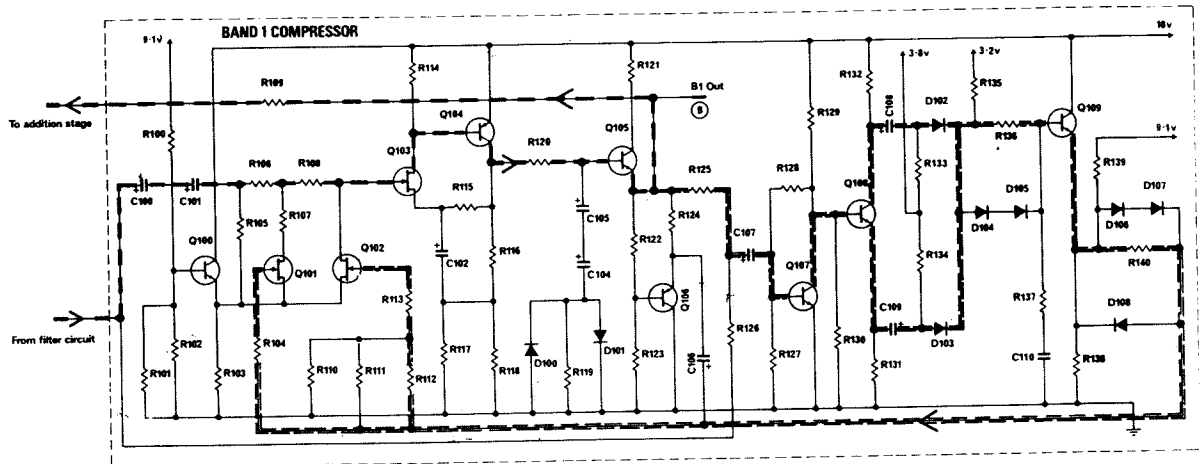 BAND 1 COMPRESSOR
9·1v
18v
R114
R121
R132
3·8v
3·2v
R135
R109
B1 Out
B
R129
C108
D102
Q109
To addition stage
Q104
R100
Q105
R136
9·1v
R120
R133
R139
D107
R106
R108
Q103
R125
R128
D105
C100
C101
R115
Q108
D106
R105
R107
C105
R124
D104
Q100
Q102
C102
R116
R122
C107
R134
R140
Q101
C104
Q107
R113
Q106
C109
R137
D108
From filter circuit
R104
R126
R130
D103
R102
R117
D101
R127
R131
C110
R101
R103
R110
R111
R112
R118
D100
R119
R123
C106
R138